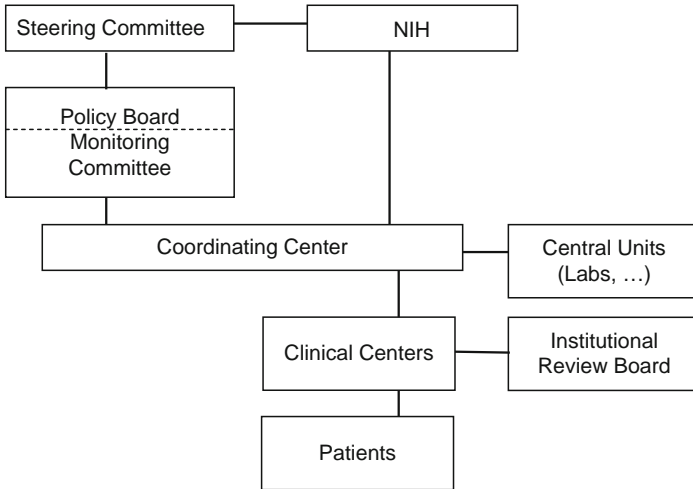 Steering Committee
NIH
Policy Board
Monitoring
Committee
Coordinating Center
Central Units
(Labs, …)
Clinical Centers
Institutional
Review Board
Patients